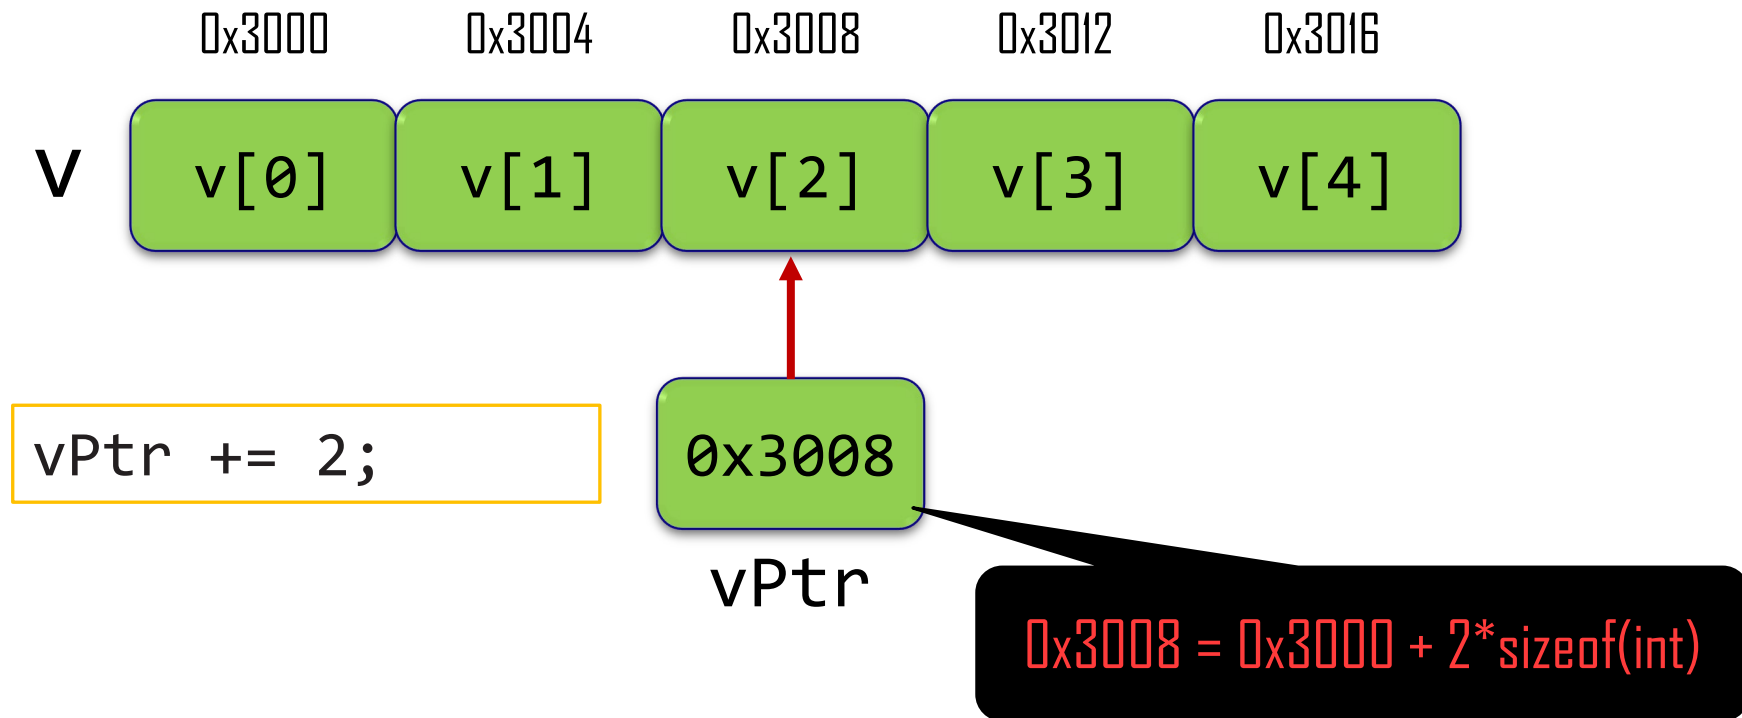 0x3000 0x3004 0x3008 0x3012 0x3016
v v[0] v[1] v[2] v[3] v[4]
vPtr += 2; 0x3008
vPtr
0x3008 = 0x3000 + 2*sizeof(int)